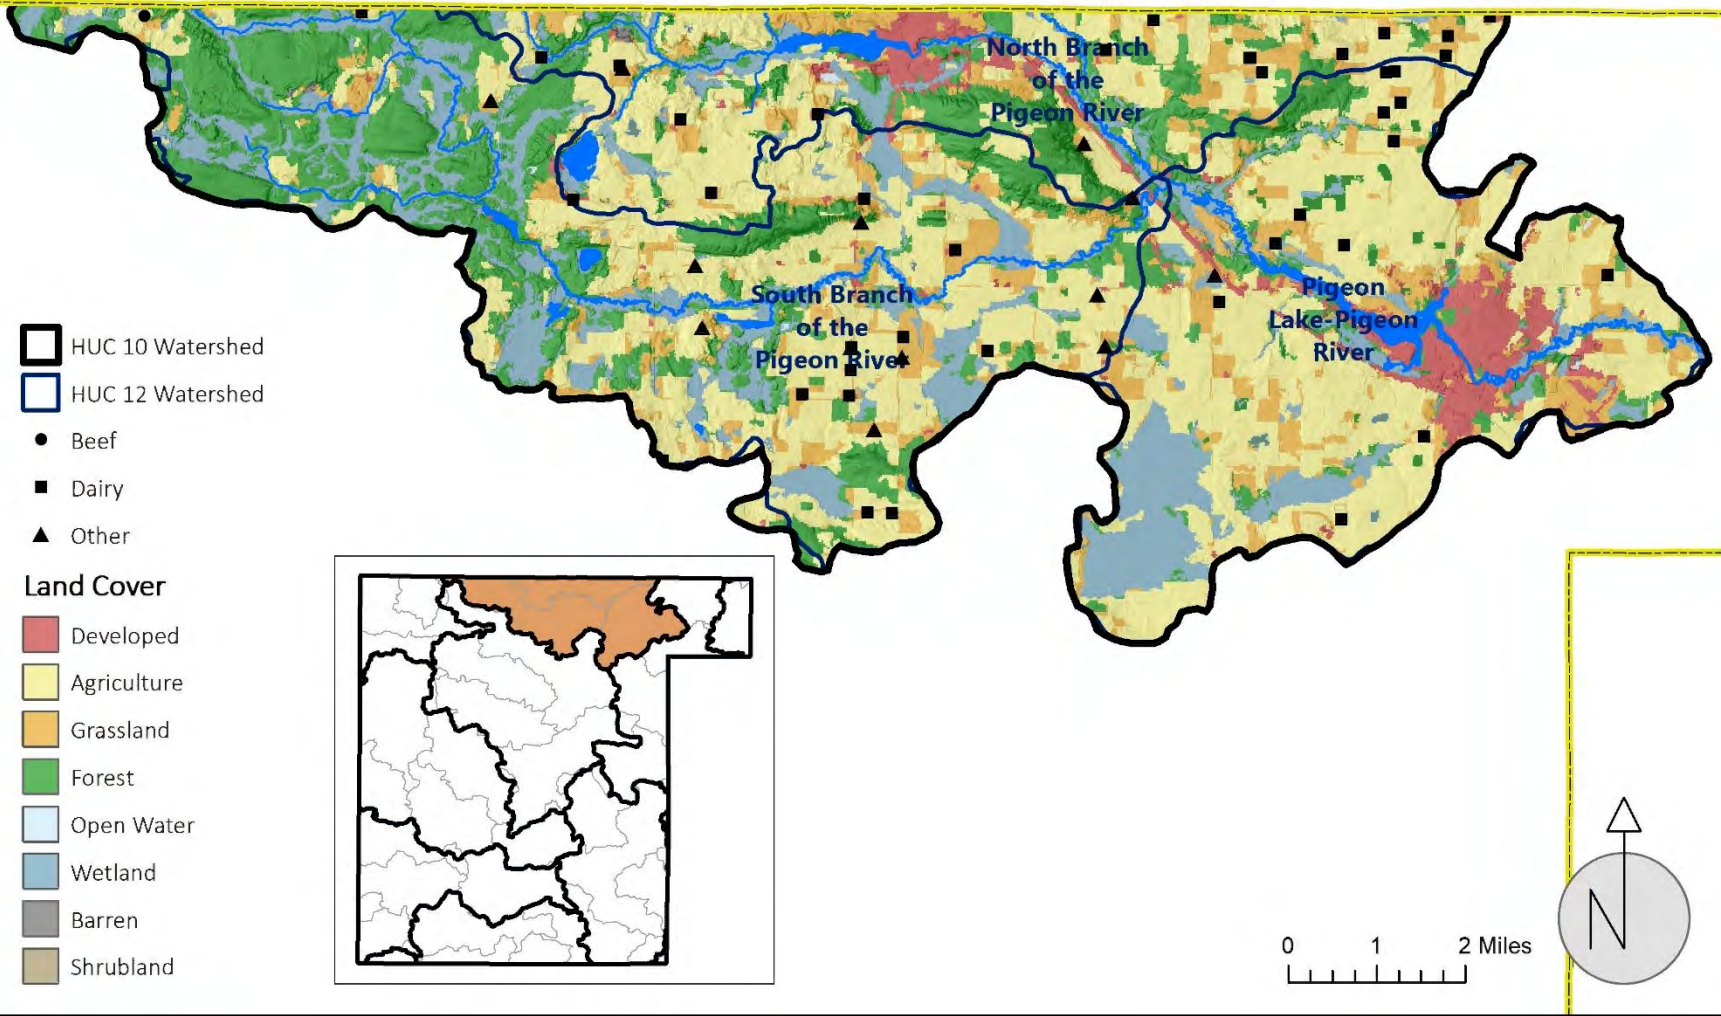 North Branch
of the
Pigeon River
South Branch
of the
Pigeon River
Pigeon
Lake-Pigeon
River
HUC 10 Watershed
HUC 12 Watershed
Beef
Dairy
Other
Land Cover
Developed
Agriculture
Grassland
Forest
Open Water
Wetland
Barren
Shrubland
0 1 2 Miles
N